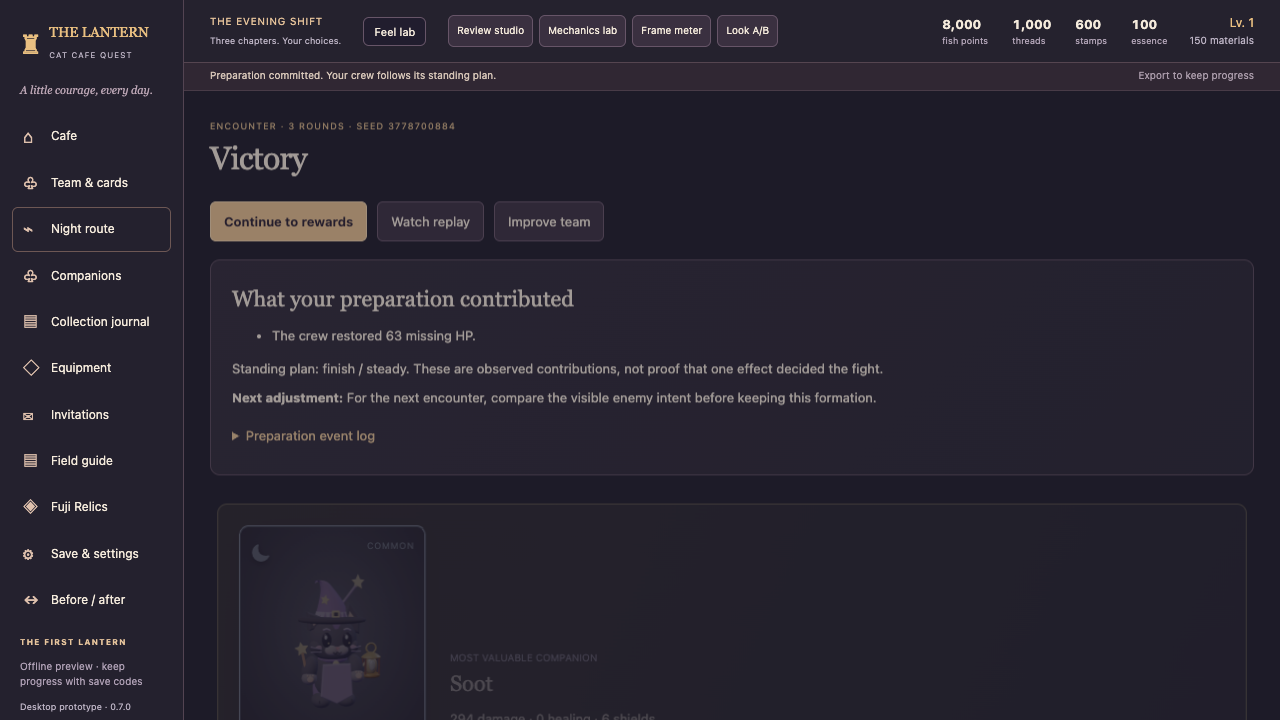 THE LANTERN
CAT CAFE QUEST
A little courage, every day.
Cafe
Team & cards
Night route
Companions
Collection journal
Equipment
Invitations
Field guide
Fuji Relics
Save & settings
Before / after
THE FIRST LANTERN
Offline preview · keep
progress with save codes
Desktop prototype · 0.7.0
THE EVENING SHIFT
Three chapters. Your choices.
Feel lab
Review studio
Mechanics lab
Frame meter
Look A/B
8,000
fish points
1,000
threads
600
stamps
100
essence
Lv. 1
150 materials
Preparation committed. Your crew follows its standing plan.
Export to keep progress
ENCOUNTER · 3 ROUNDS · SEED 3778700884
Victory
Continue to rewards
Watch replay
Improve team
What your preparation contributed
• The crew restored 63 missing HP.
Standing plan: finish / steady. These are observed contributions, not proof that one effect decided the fight.
Next adjustment: For the next encounter, compare the visible enemy intent before keeping this formation.
Preparation event log
COMMON
MOST VALUABLE COMPANION
Soot
294 damage · 0 healing · 6 shields